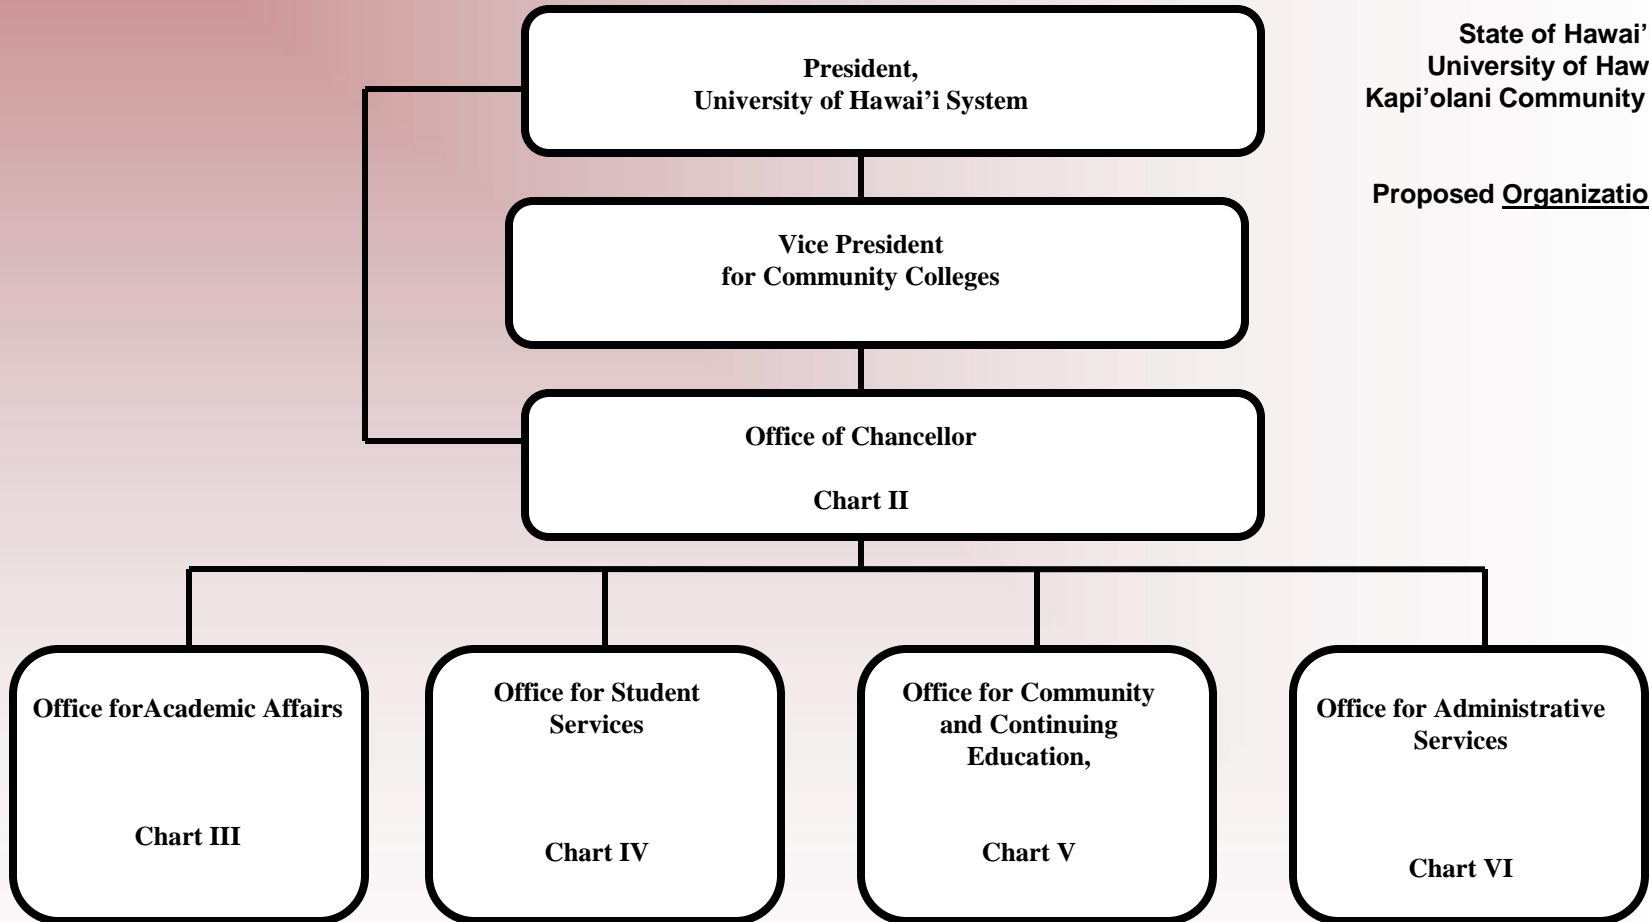 State of Hawai'
University of Haw
Kapi'olani Community
Proposed Organizatio
President,
University of Hawai'i System
Vice President
for Community Colleges
Office of Chancellor
Chart II
Office forAcademic Affairs
Chart III
Office for Student
Services
Chart IV
Office for Community
and Continuing
Education,
Chart V
Office for Administrative
Services
Chart VI